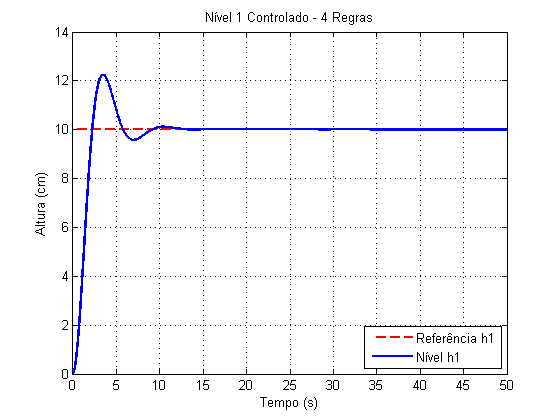 Nível 1 Controlado - 4 Regras
14
12
10
8
6
4
2
0
Altura (cm)
0 5 10 15 20 25 30 35 40 45 50
Tempo (s)
Referência h1
Nível h1